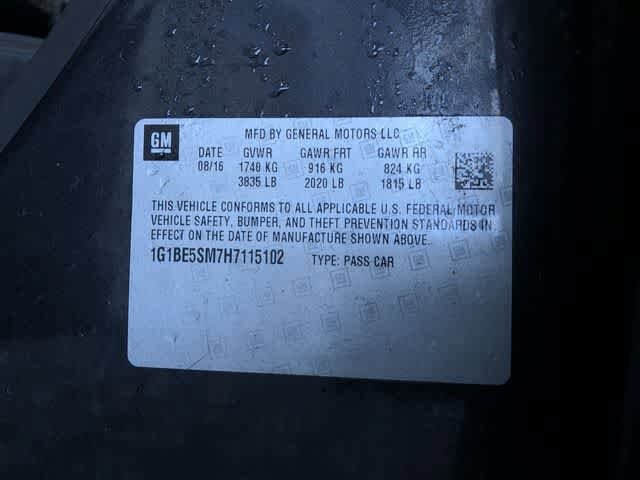 GM
MFD BY GENERAL MOTORS LLC
DATE GVWR GAWR FRT GAWR RR
08/16 1740 KG 916 KG 824 KG
3835 LB 2020 LB 1815 LB
THIS VEHICLE CONFORMS TO ALL APPLICABLE U.S. FEDERAL MOTOR
VEHICLE SAFETY, BUMPER, AND THEFT PREVENTION STANDARDS IN
EFFECT ON THE DATE OF MANUFACTURE SHOWN ABOVE.
1G1BE5SM7H7115102 TYPE: PASS CAR